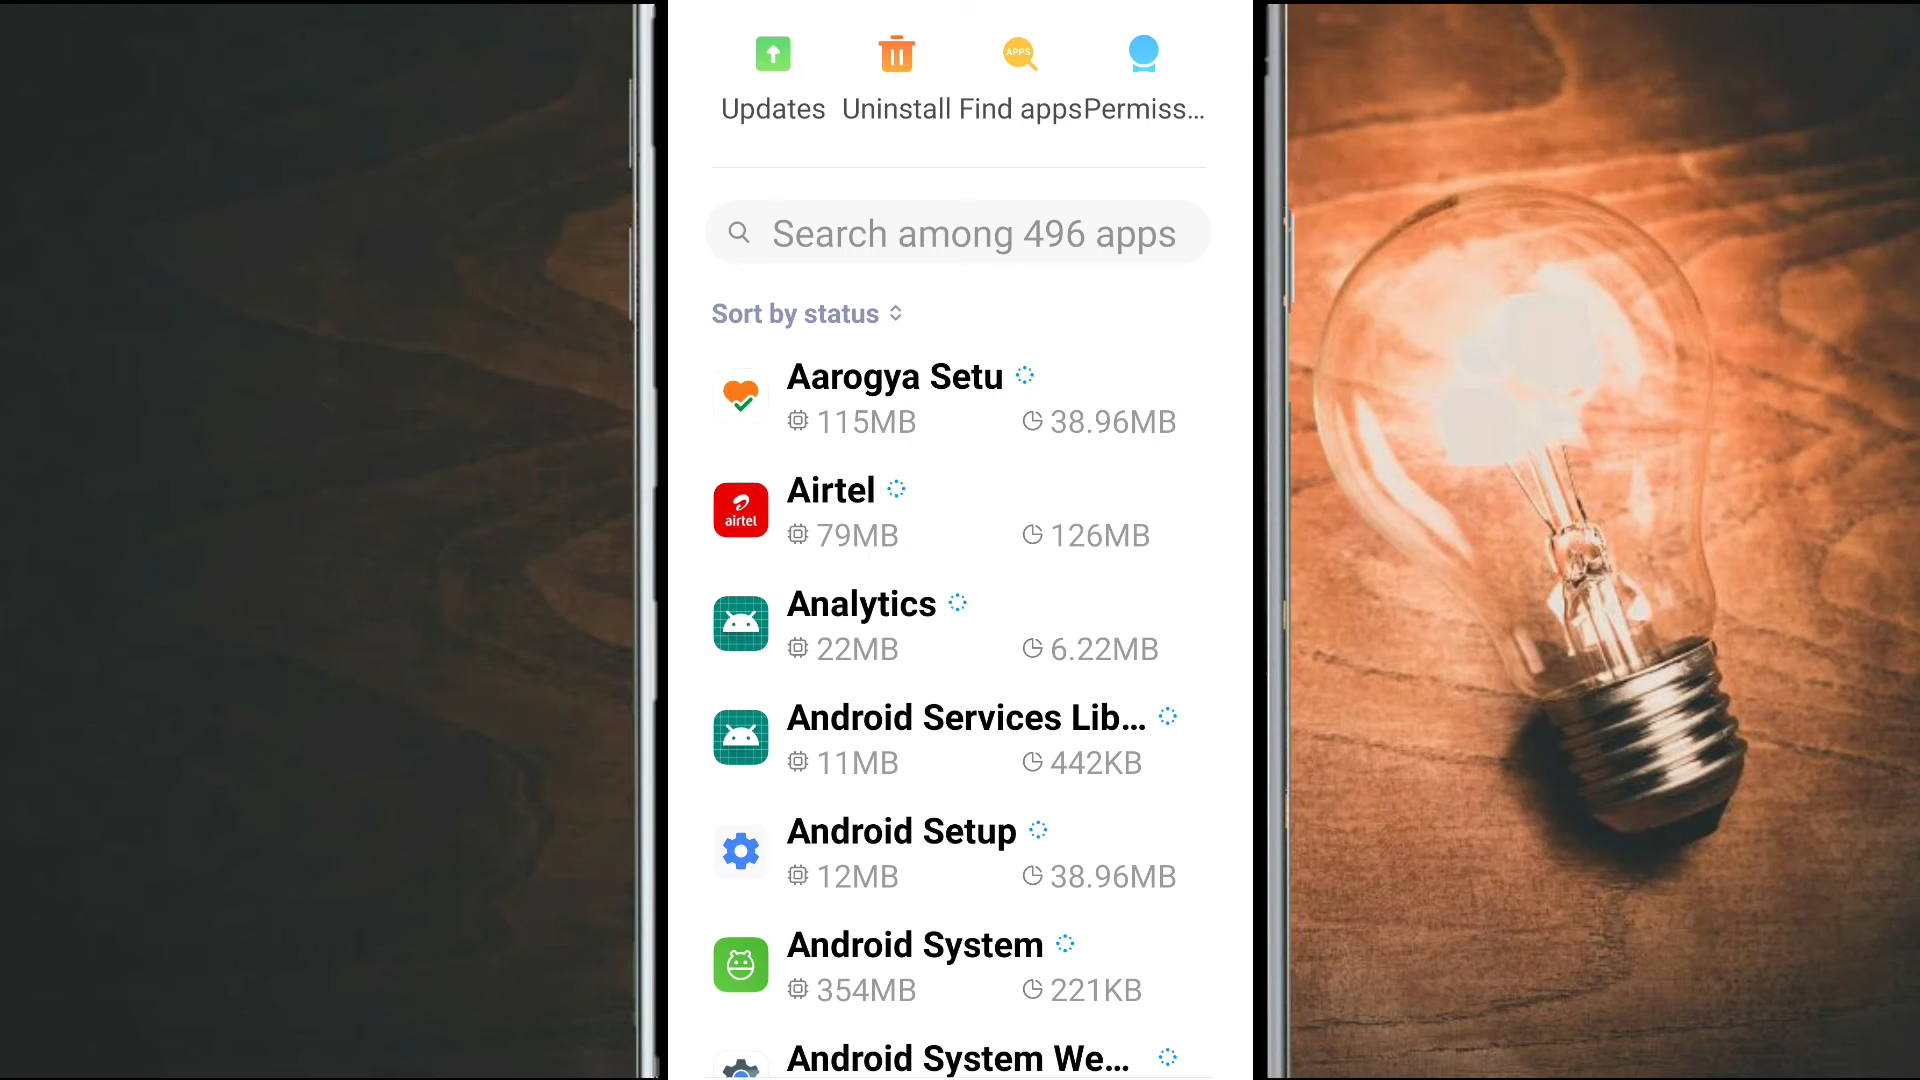 APPS
Updates Uninstall Find apps Permiss...
Search among 496 apps
Sort by status
Aarogya Setu
115MB 38.96MB
Airtel
airtel
79MB 126MB
Analytics
22MB 6.22MB
Android Services Lib...
11MB 442KB
Android Setup
12MB 38.96MB
Android System
354MB 221KB
Android System We...